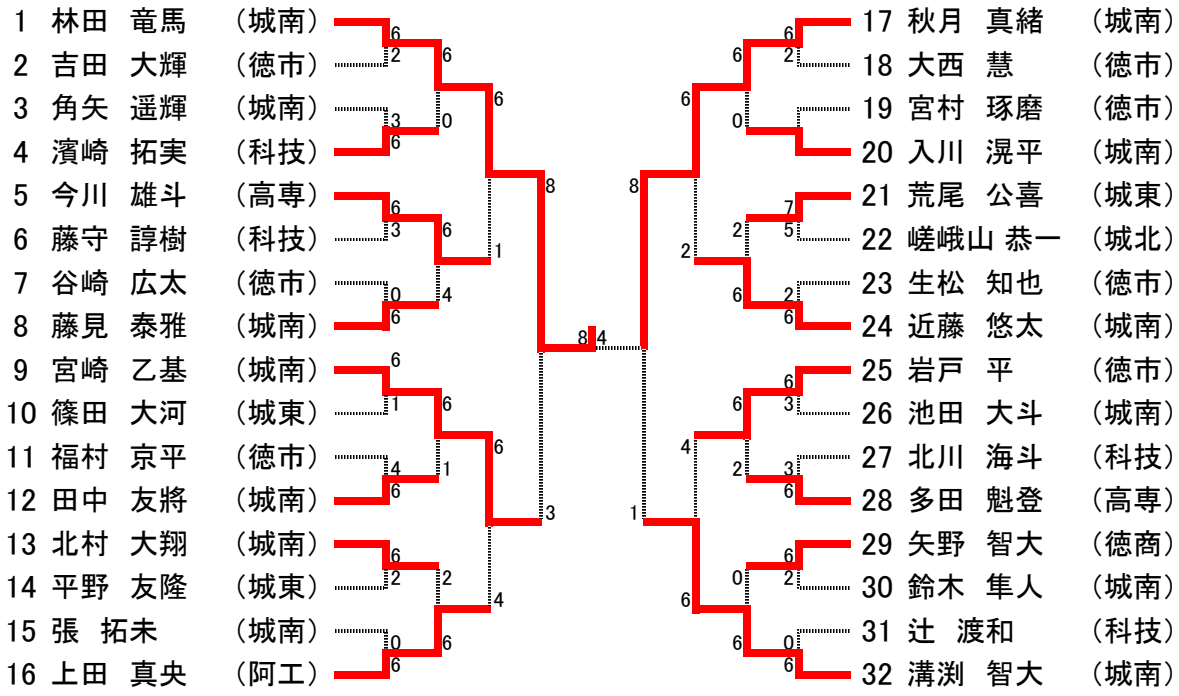 1 林田 竜馬 (城南)
2 吉田 大輝 (徳市)
3 角矢 遥輝 (城南)
4 濱崎 拓実 (科技)
5 今川 雄斗 (高専)
6 藤守 諄樹 (科技)
7 谷崎 広太 (徳市)
8 藤見 泰雅 (城南)
9 宮崎 乙基 (城南)
10 篠田 大河 (城東)
11 福村 京平 (徳市)
12 田中 友將 (城南)
13 北村 大翔 (城南)
14 平野 友隆 (城東)
15 張 拓未 (城南)
16 上田 真央 (阿工)
6
2
3
6
6
3
0
6
6
1
4
6
6
2
0
6
6
0
6
4
6
1
2
6
6
1
6
4
8
3
8 4
8
1
6
2
4
6
6
0
2
6
6
2
0
6
6
2
7
5
2
6
6
3
3
6
6
2
0
6
17 秋月 真緒 (城南)
18 大西 慧 (徳市)
19 宮村 琢磨 (徳市)
20 入川 滉平 (城南)
21 荒尾 公喜 (城東)
22 嵯峨山 恭一 (城北)
23 生松 知也 (徳市)
24 近藤 悠太 (城南)
25 岩戸 平 (徳市)
26 池田 大斗 (城南)
27 北川 海斗 (科技)
28 多田 魁登 (高専)
29 矢野 智大 (徳商)
30 鈴木 隼人 (城南)
31 辻 渡和 (科技)
32 溝渕 智大 (城南)